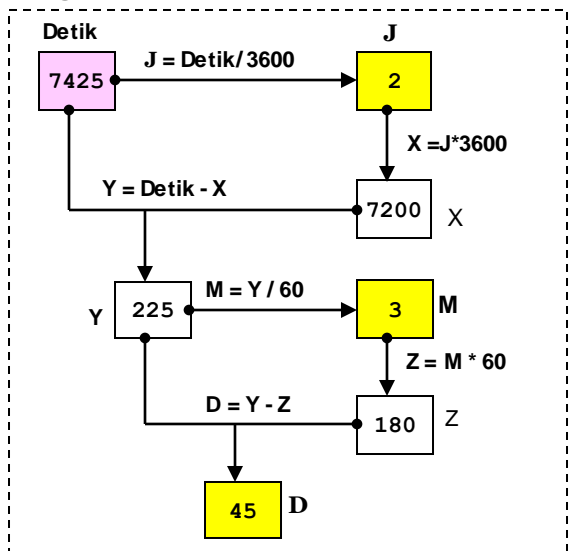 Detik
J
7425
J = Detik/3600
2
X =J*3600
Y = Detik - X
7200
X
Y
225
M = Y / 60
3
M
Z = M * 60
D = Y - Z
180
Z
45
D